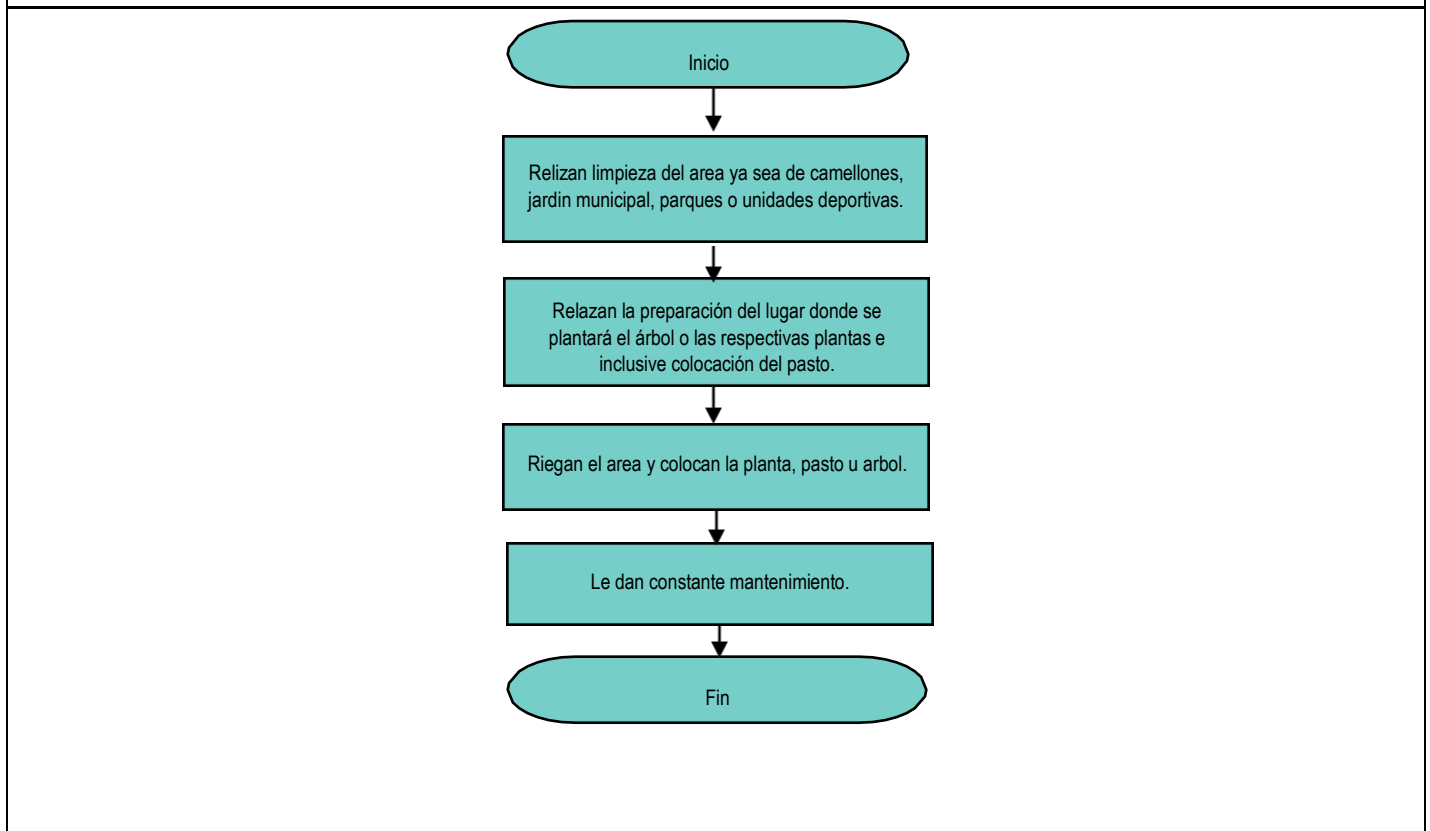 Inicio
Relizan limpieza del area ya sea de camellones,
jardin municipal, parques o unidades deportivas.
Relazan la preparación del lugar donde se
plantará el árbol o las respectivas plantas e
inclusive colocación del pasto.
Riegan el area y colocan la planta, pasto u arbol.
Le dan constante mantenimiento.
Fin